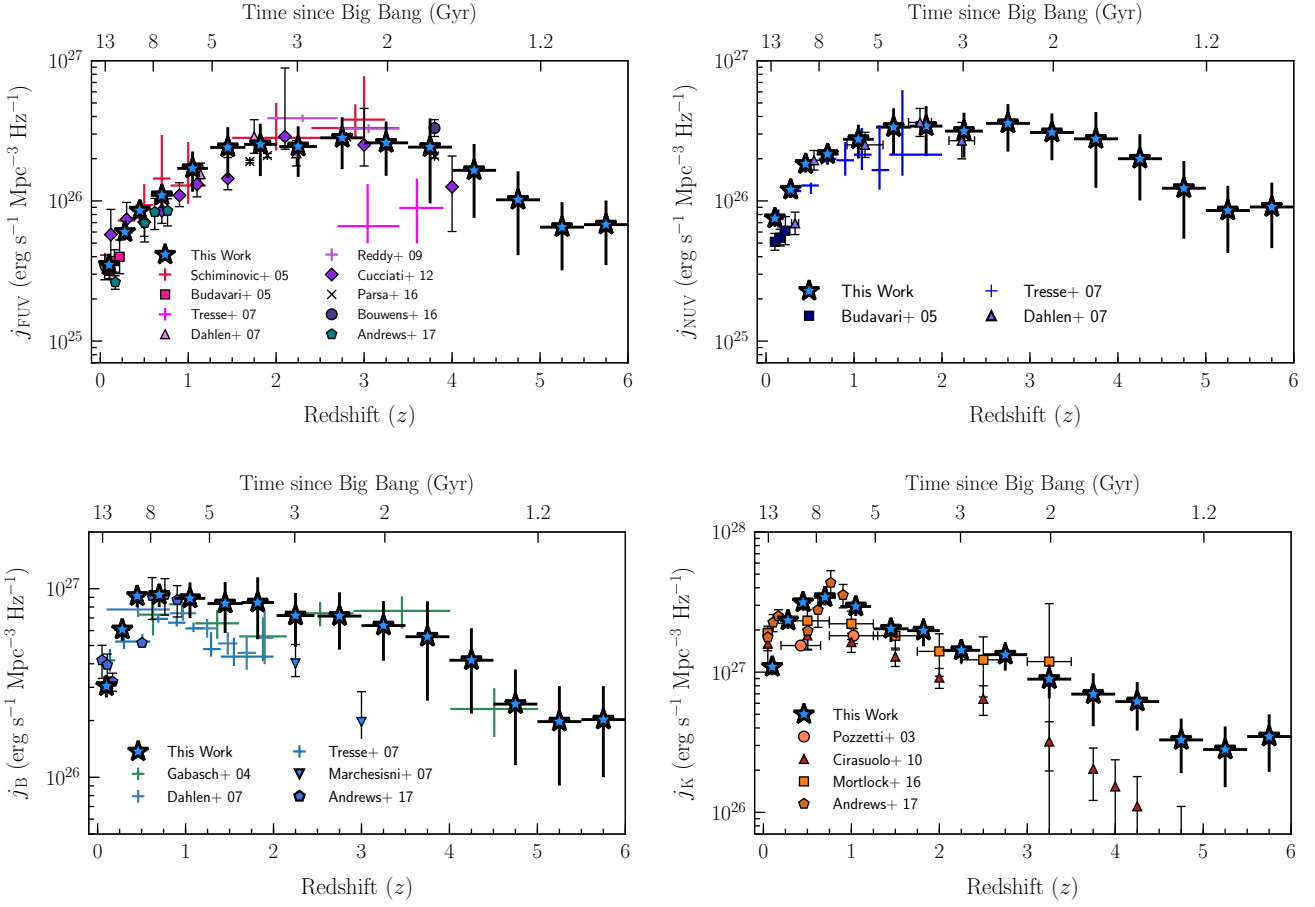 Time since Big Bang (Gyr)
13 8 5 3 2 1.2
10^27
10^26
10^25
j_FUV (erg s^−1 Mpc^−3 Hz^−1)
This Work
Schiminovic+ 05
Budavari+ 05
Tresse+ 07
Dahlen+ 07
Reddy+ 09
Cucciati+ 12
Parsa+ 16
Bouwens+ 16
Andrews+ 17
0 1 2 3 4 5 6
Redshift (z)
Time since Big Bang (Gyr)
13 8 5 3 2 1.2
10^27
10^26
10^25
j_NUV (erg s^−1 Mpc^−3 Hz^−1)
This Work
Budavari+ 05
Tresse+ 07
Dahlen+ 07
0 1 2 3 4 5 6
Redshift (z)
Time since Big Bang (Gyr)
13 8 5 3 2 1.2
10^27
10^26
j_B (erg s^−1 Mpc^−3 Hz^−1)
This Work
Gabasch+ 04
Dahlen+ 07
Tresse+ 07
Marchesisni+ 07
Andrews+ 17
0 1 2 3 4 5 6
Redshift (z)
Time since Big Bang (Gyr)
13 8 5 3 2 1.2
10^28
10^27
10^26
j_K (erg s^−1 Mpc^−3 Hz^−1)
This Work
Pozzetti+ 03
Cirasuolo+ 10
Mortlock+ 16
Andrews+ 17
0 1 2 3 4 5 6
Redshift (z)